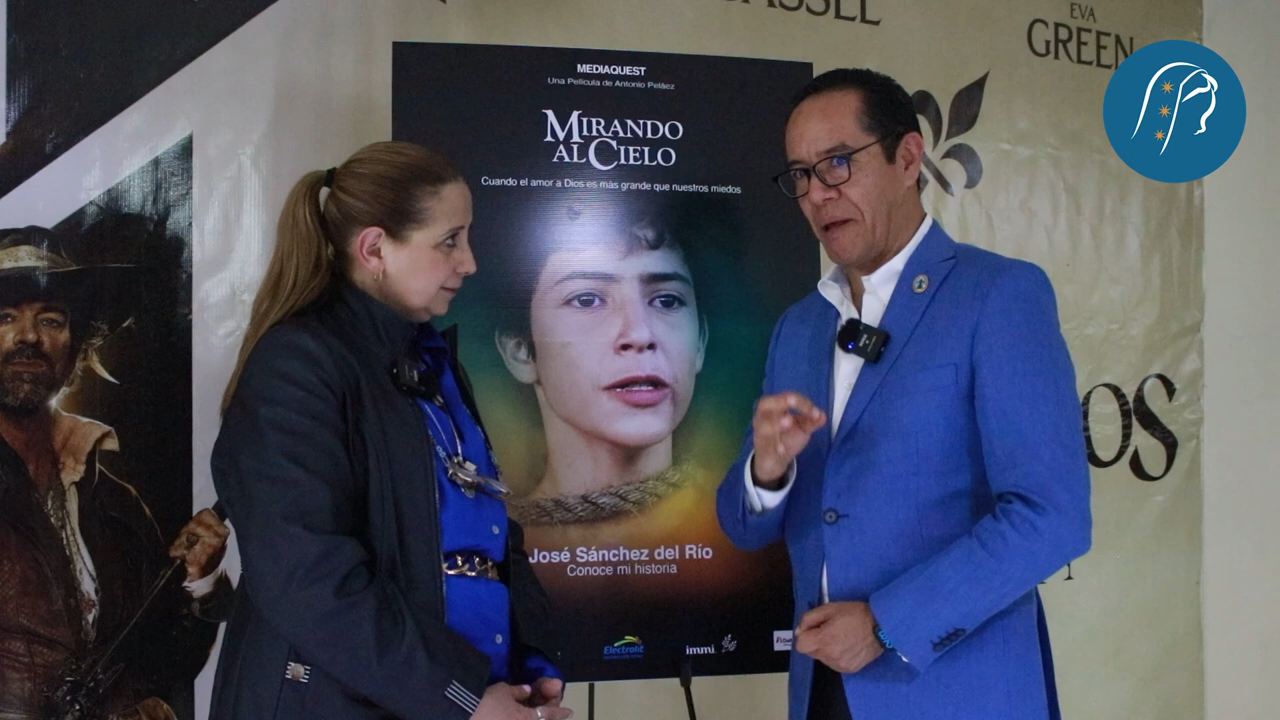 CASSEL
EVA
GREEN
MEDIAQUEST
Una Película de Antonio Peláez
MIRANDO
AL CIELO
Cuando el amor a Dios es más grande que nuestros miedos
OS
José Sánchez del Río
Conoce mi historia
Electrolit
immi